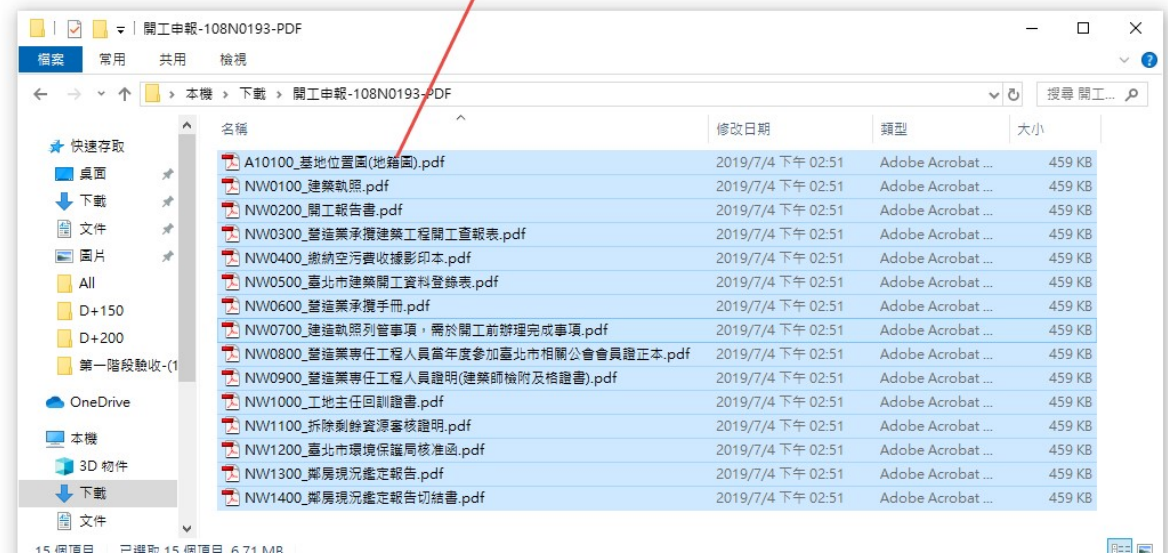 開工申報-108N0193-PDF
檔案 常用 共用 檢視
本機 › 下載 › 開工申報-108N0193-PDF 搜尋 開工...
名稱 修改日期 類型 大小
快速存取
桌面
下載
文件
圖片
All
D+150
D+200
第一階段驗收-(1
OneDrive
本機
3D 物件
下載
文件
A10100_基地位置圖(地籍圖).pdf 2019/7/4 下午 02:51 Adobe Acrobat ... 459 KB
NW0100_建築執照.pdf 2019/7/4 下午 02:51 Adobe Acrobat ... 459 KB
NW0200_開工報告書.pdf 2019/7/4 下午 02:51 Adobe Acrobat ... 459 KB
NW0300_營造業承攬建築工程開工查報表.pdf 2019/7/4 下午 02:51 Adobe Acrobat ... 459 KB
NW0400_繳納空污費收據影印本.pdf 2019/7/4 下午 02:51 Adobe Acrobat ... 459 KB
NW0500_臺北市建築開工資料登錄表.pdf 2019/7/4 下午 02:51 Adobe Acrobat ... 459 KB
NW0600_營造業承攬手冊.pdf 2019/7/4 下午 02:51 Adobe Acrobat ... 459 KB
NW0700_建造執照列管事項，需於開工前辦理完成事項.pdf 2019/7/4 下午 02:51 Adobe Acrobat ... 459 KB
NW0800_營造業專任工程人員當年度參加臺北市相關公會會員證正本.pdf 2019/7/4 下午 02:51 Adobe Acrobat ... 459 KB
NW0900_營造業專任工程人員證明(建築師檢附及格證書).pdf 2019/7/4 下午 02:51 Adobe Acrobat ... 459 KB
NW1000_工地主任回訓證書.pdf 2019/7/4 下午 02:51 Adobe Acrobat ... 459 KB
NW1100_拆除剩餘資源審核證明.pdf 2019/7/4 下午 02:51 Adobe Acrobat ... 459 KB
NW1200_臺北市環境保護局核准函.pdf 2019/7/4 下午 02:51 Adobe Acrobat ... 459 KB
NW1300_鄰房現況鑑定報告.pdf 2019/7/4 下午 02:51 Adobe Acrobat ... 459 KB
NW1400_鄰房現況鑑定報告切結書.pdf 2019/7/4 下午 02:51 Adobe Acrobat ... 459 KB
15 個項目 已選取 15 個項目 6.71 MB